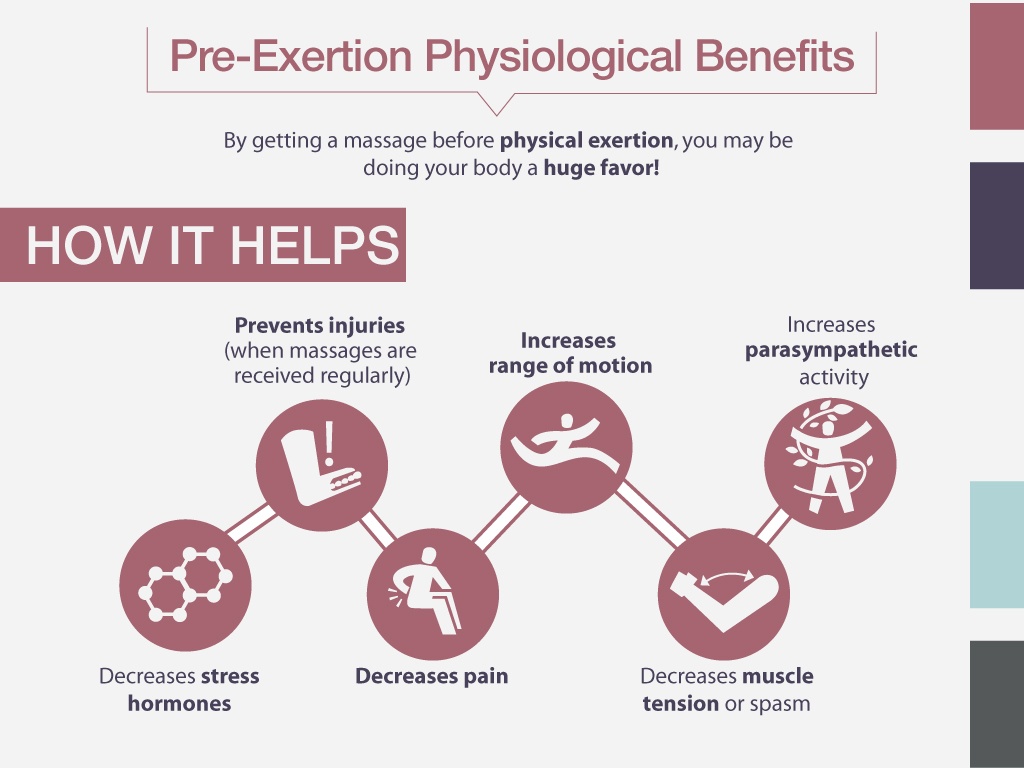 Pre-Exertion Physiological Benefits
By getting a massage before physical exertion, you may be
doing your body a huge favor!
HOW IT HELPS
Prevents injuries
(when massages are
received regularly)
Increases
range of motion
Increases
parasympathetic
activity
Decreases stress
hormones
Decreases pain
Decreases muscle
tension or spasm